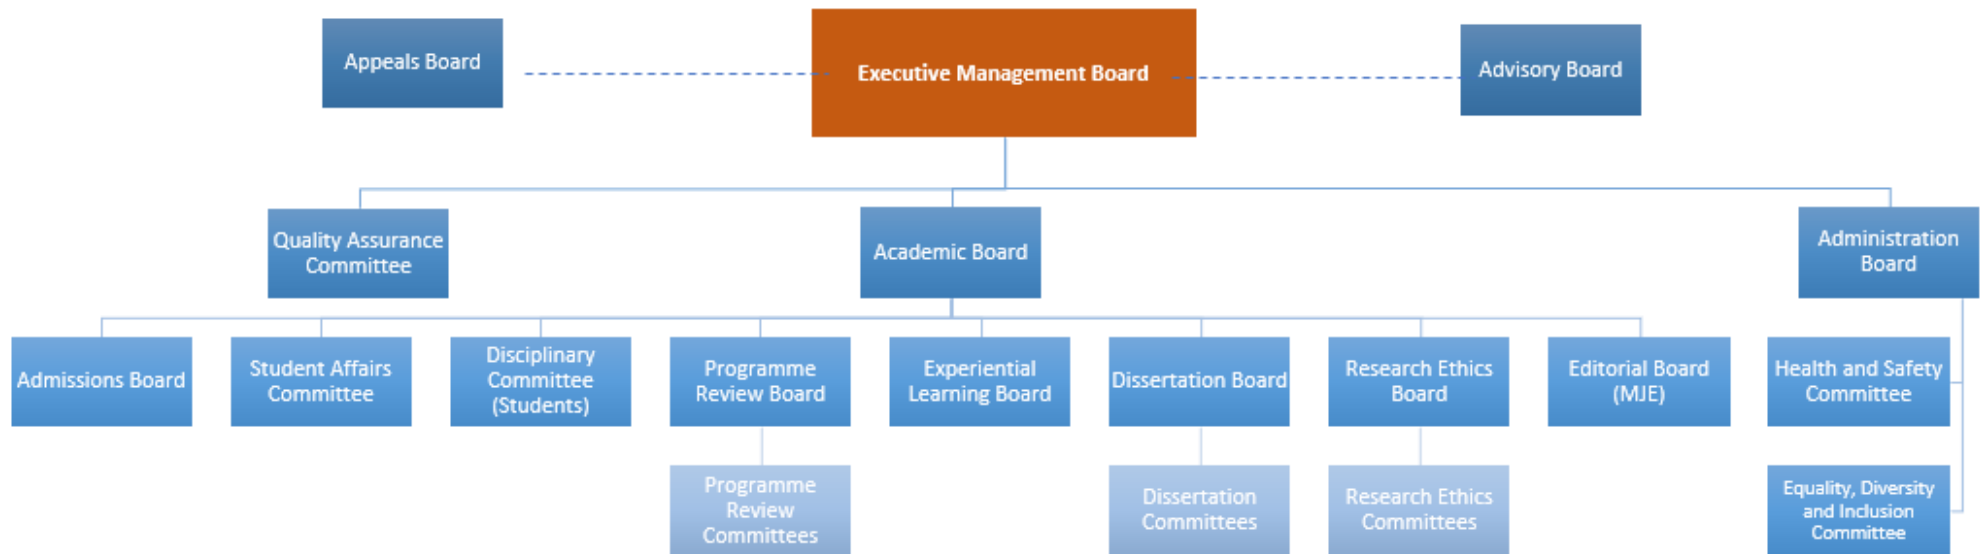 Appeals Board
Executive Management Board
Advisory Board
Quality Assurance
Committee
Academic Board
Administration
Board
Admissions Board
Student Affairs
Committee
Disciplinary
Committee
(Students)
Programme
Review Board
Experiential
Learning Board
Dissertation Board
Research Ethics
Board
Editorial Board
(MJE)
Health and Safety
Committee
Programme
Review
Committees
Dissertation
Committees
Research Ethics
Committees
Equality, Diversity
and Inclusion
Committee